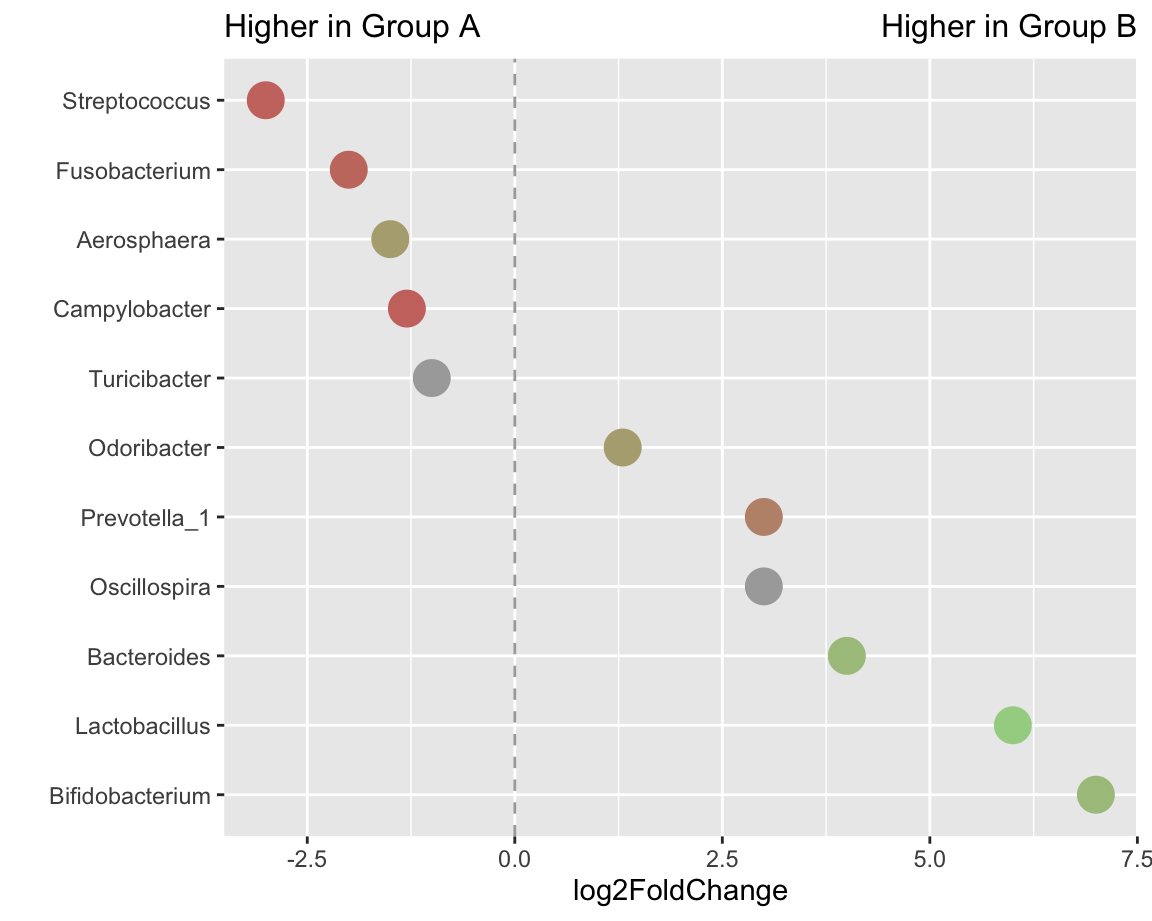 Higher in Group A
Higher in Group B
Streptococcus
Fusobacterium
Aerosphaera
Campylobacter
Turicibacter
Odoribacter
Prevotella_1
Oscillospira
Bacteroides
Lactobacillus
Bifidobacterium
-2.5 0.0 2.5 5.0 7.5
log2FoldChange